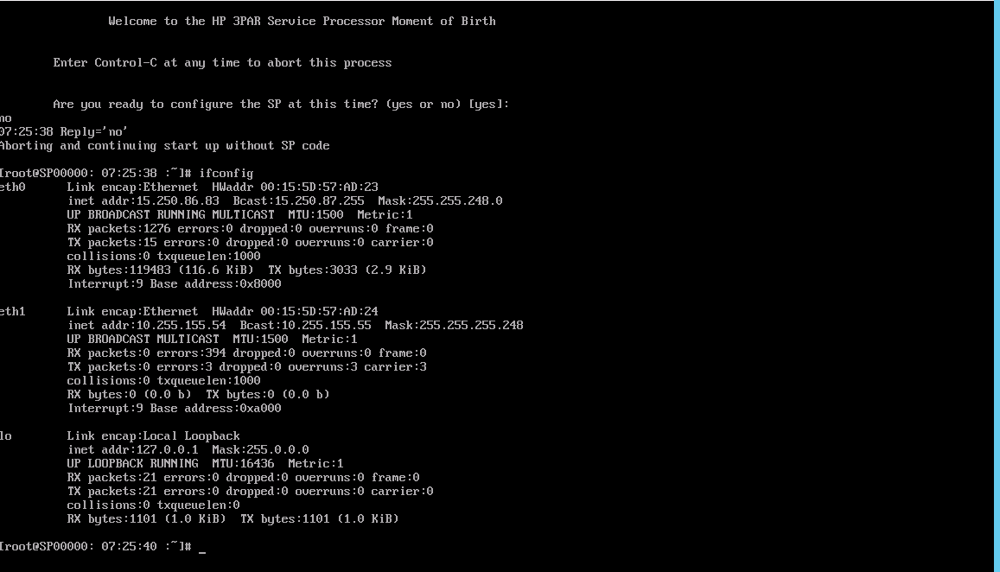 Welcome to the HP 3PAR Service Processor Moment of Birth
Enter Control-C at any time to abort this process
Are you ready to configure the SP at this time? (yes or no) [yes]:
no
07:25:38 Reply='no'
Aborting and continuing start up without SP code
[root@SP00000: 07:25:38 :~]# ifconfig
eth0 Link encap:Ethernet HWaddr 00:15:5D:57:AD:23
inet addr:15.250.86.83 Bcast:15.250.87.255 Mask:255.255.248.0
UP BROADCAST RUNNING MULTICAST MTU:1500 Metric:1
RX packets:1276 errors:0 dropped:0 overruns:0 frame:0
TX packets:15 errors:0 dropped:0 overruns:0 carrier:0
collisions:0 txqueuelen:1000
RX bytes:119483 (116.6 KiB) TX bytes:3033 (2.9 KiB)
Interrupt:9 Base address:0x8000
eth1 Link encap:Ethernet HWaddr 00:15:5D:57:AD:24
inet addr:10.255.155.54 Bcast:10.255.155.55 Mask:255.255.255.248
UP BROADCAST MULTICAST MTU:1500 Metric:1
RX packets:0 errors:394 dropped:0 overruns:0 frame:0
TX packets:0 errors:3 dropped:0 overruns:3 carrier:3
collisions:0 txqueuelen:1000
RX bytes:0 (0.0 b) TX bytes:0 (0.0 b)
Interrupt:9 Base address:0xa000
lo Link encap:Local Loopback
inet addr:127.0.0.1 Mask:255.0.0.0
UP LOOPBACK RUNNING MTU:16436 Metric:1
RX packets:21 errors:0 dropped:0 overruns:0 frame:0
TX packets:21 errors:0 dropped:0 overruns:0 carrier:0
collisions:0 txqueuelen:0
RX bytes:1101 (1.0 KiB) TX bytes:1101 (1.0 KiB)
[root@SP00000: 07:25:40 :~]# _